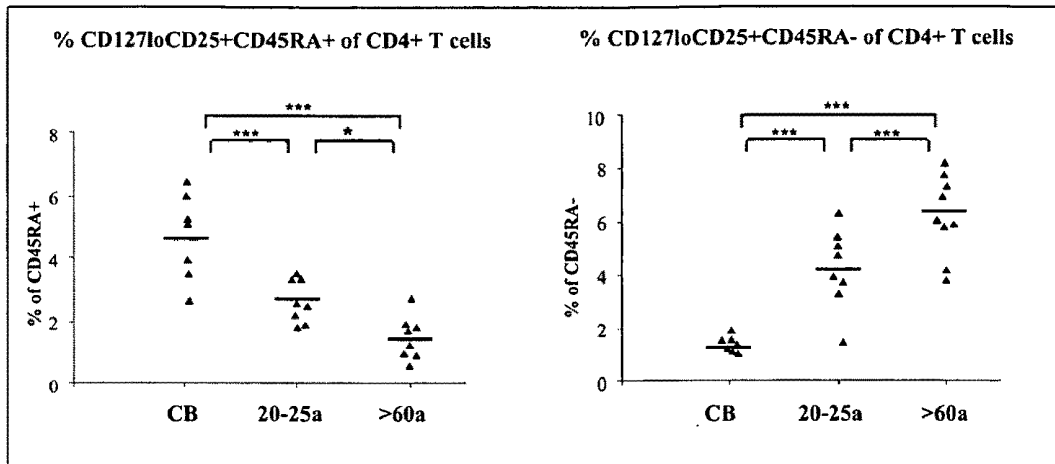 % CD127loCD25+CD45RA+ of CD4+ T cells
***
*** *
8
6
4
2
0
% of CD45RA+
CB 20-25a >60a
% CD127loCD25+CD45RA- of CD4+ T cells
***
*** ***
10
8
6
4
2
0
% of CD45RA-
CB 20-25a >60a